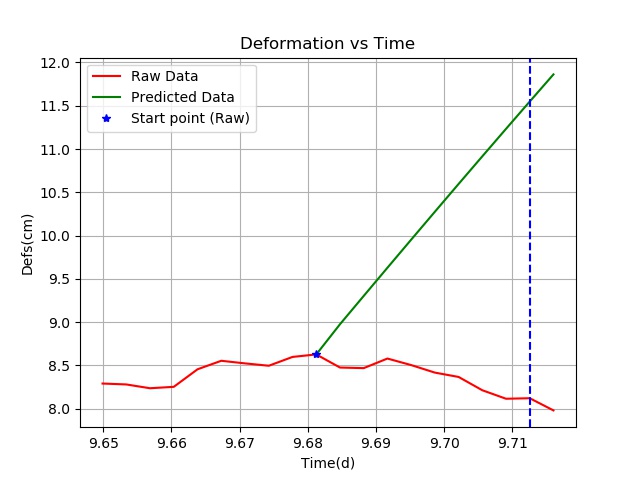 Deformation vs Time
Raw Data
Predicted Data
Start point (Raw)
12.0
11.5
11.0
10.5
10.0
9.5
9.0
8.5
8.0
Defs(cm)
9.65 9.66 9.67 9.68 9.69 9.70 9.71
Time(d)